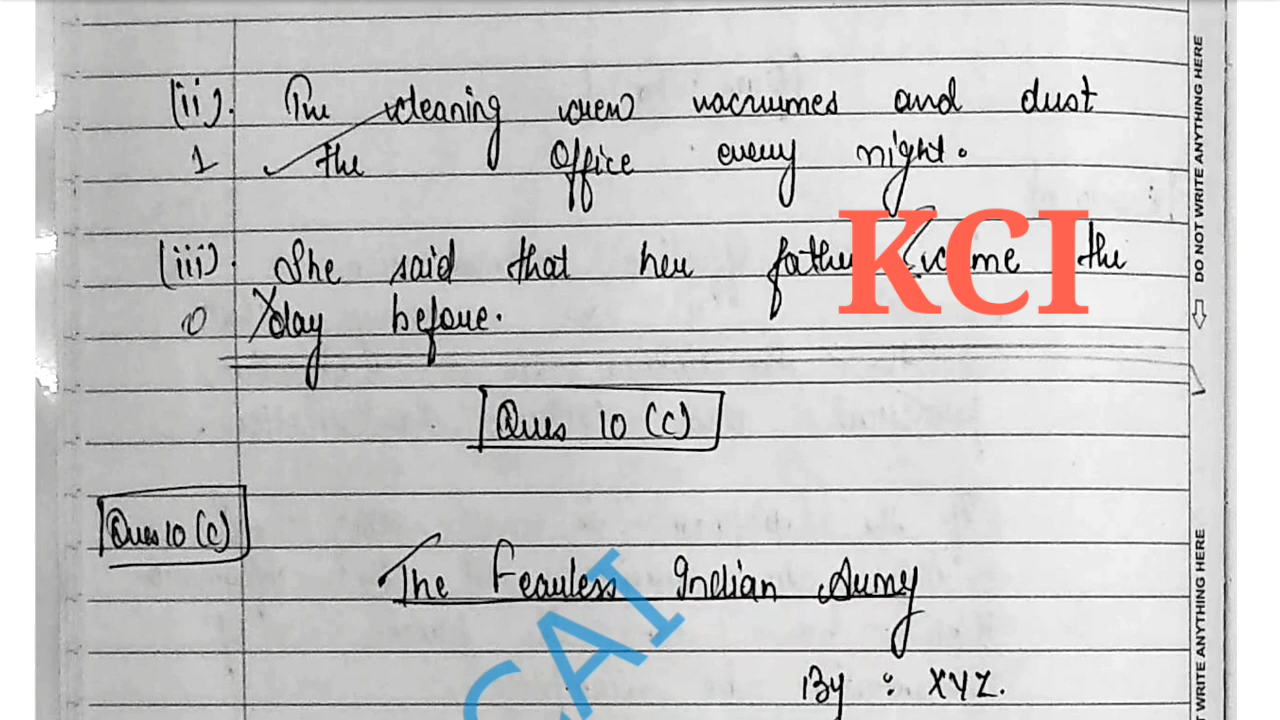 (ii). The cleaning crew vacuumes and dust
1 the office every night.
DO NOT WRITE ANYTHING HERE
KCI
(iii). She said that her father came the
0 day before.
Ques 10 (C)
Ques 10 (C)
The Fearless Indian Army
CAI
By : XYZ.
WRITE ANYTHING HERE